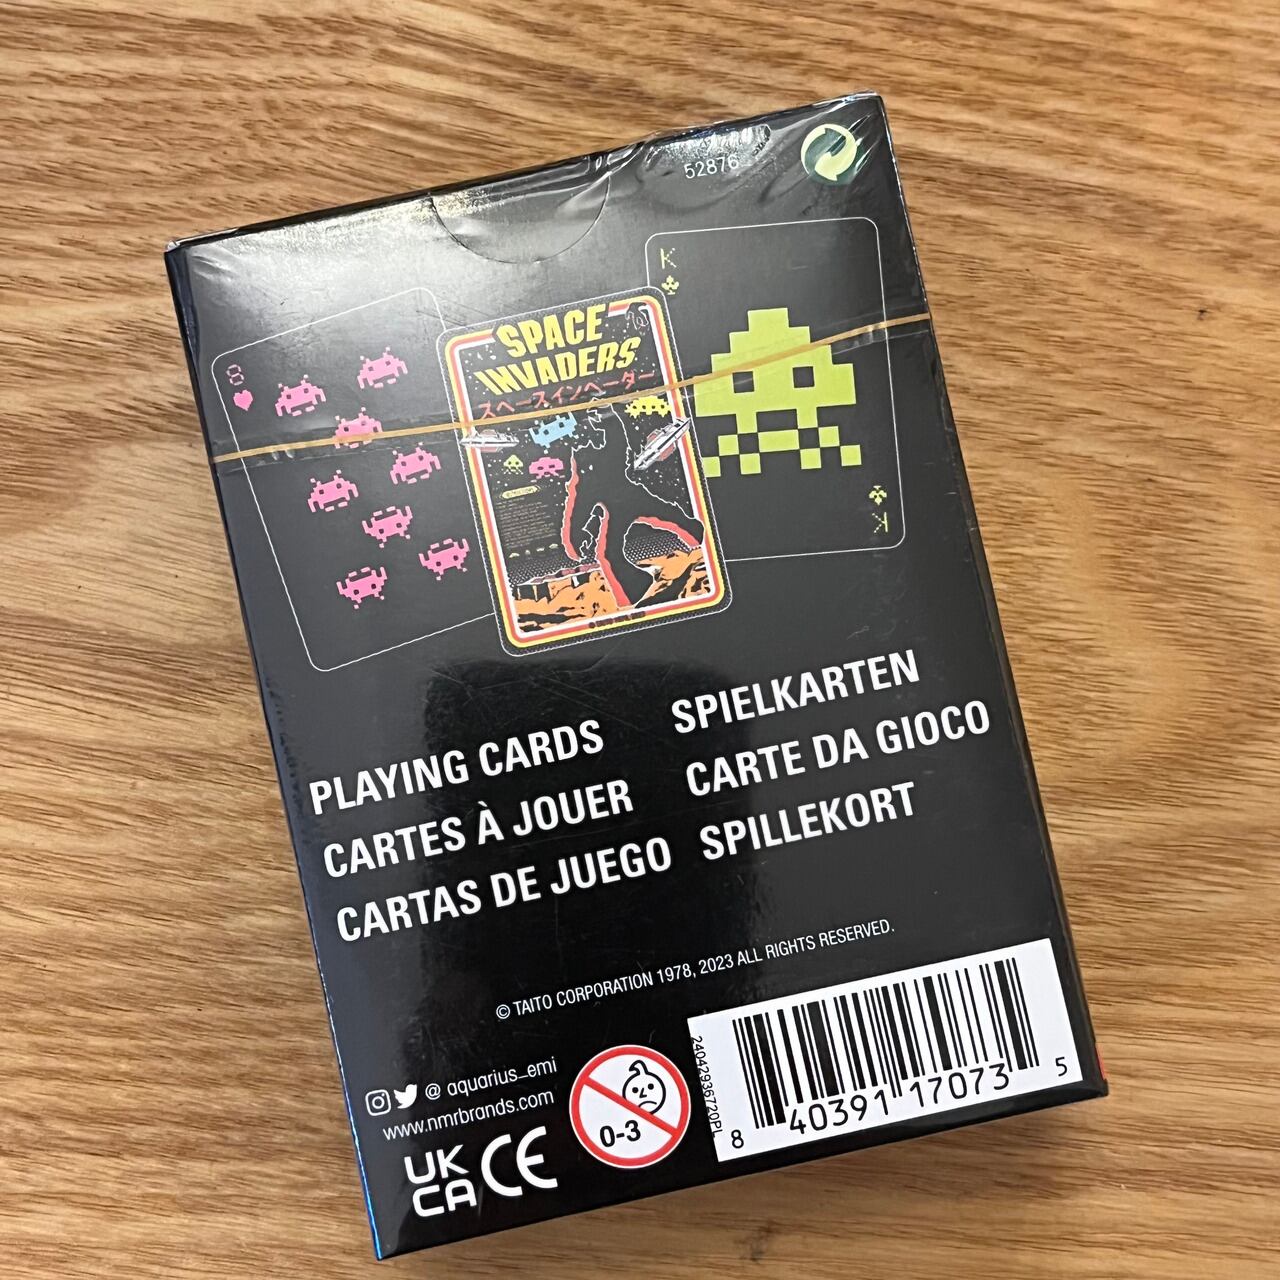 52876
8
K
SPACE
INVADERS
スペースインベーダー
K
PLAYING CARDS
CARTES À JOUER
CARTAS DE JUEGO
SPIELKARTEN
CARTE DA GIOCO
SPILLEKORT
© TAITO CORPORATION 1978, 2023 ALL RIGHTS RESERVED.
@ aquarius_emi
www.nmrbrands.com
UK
CA
CE
0-3
24042936720PL
8 40391 17073 5